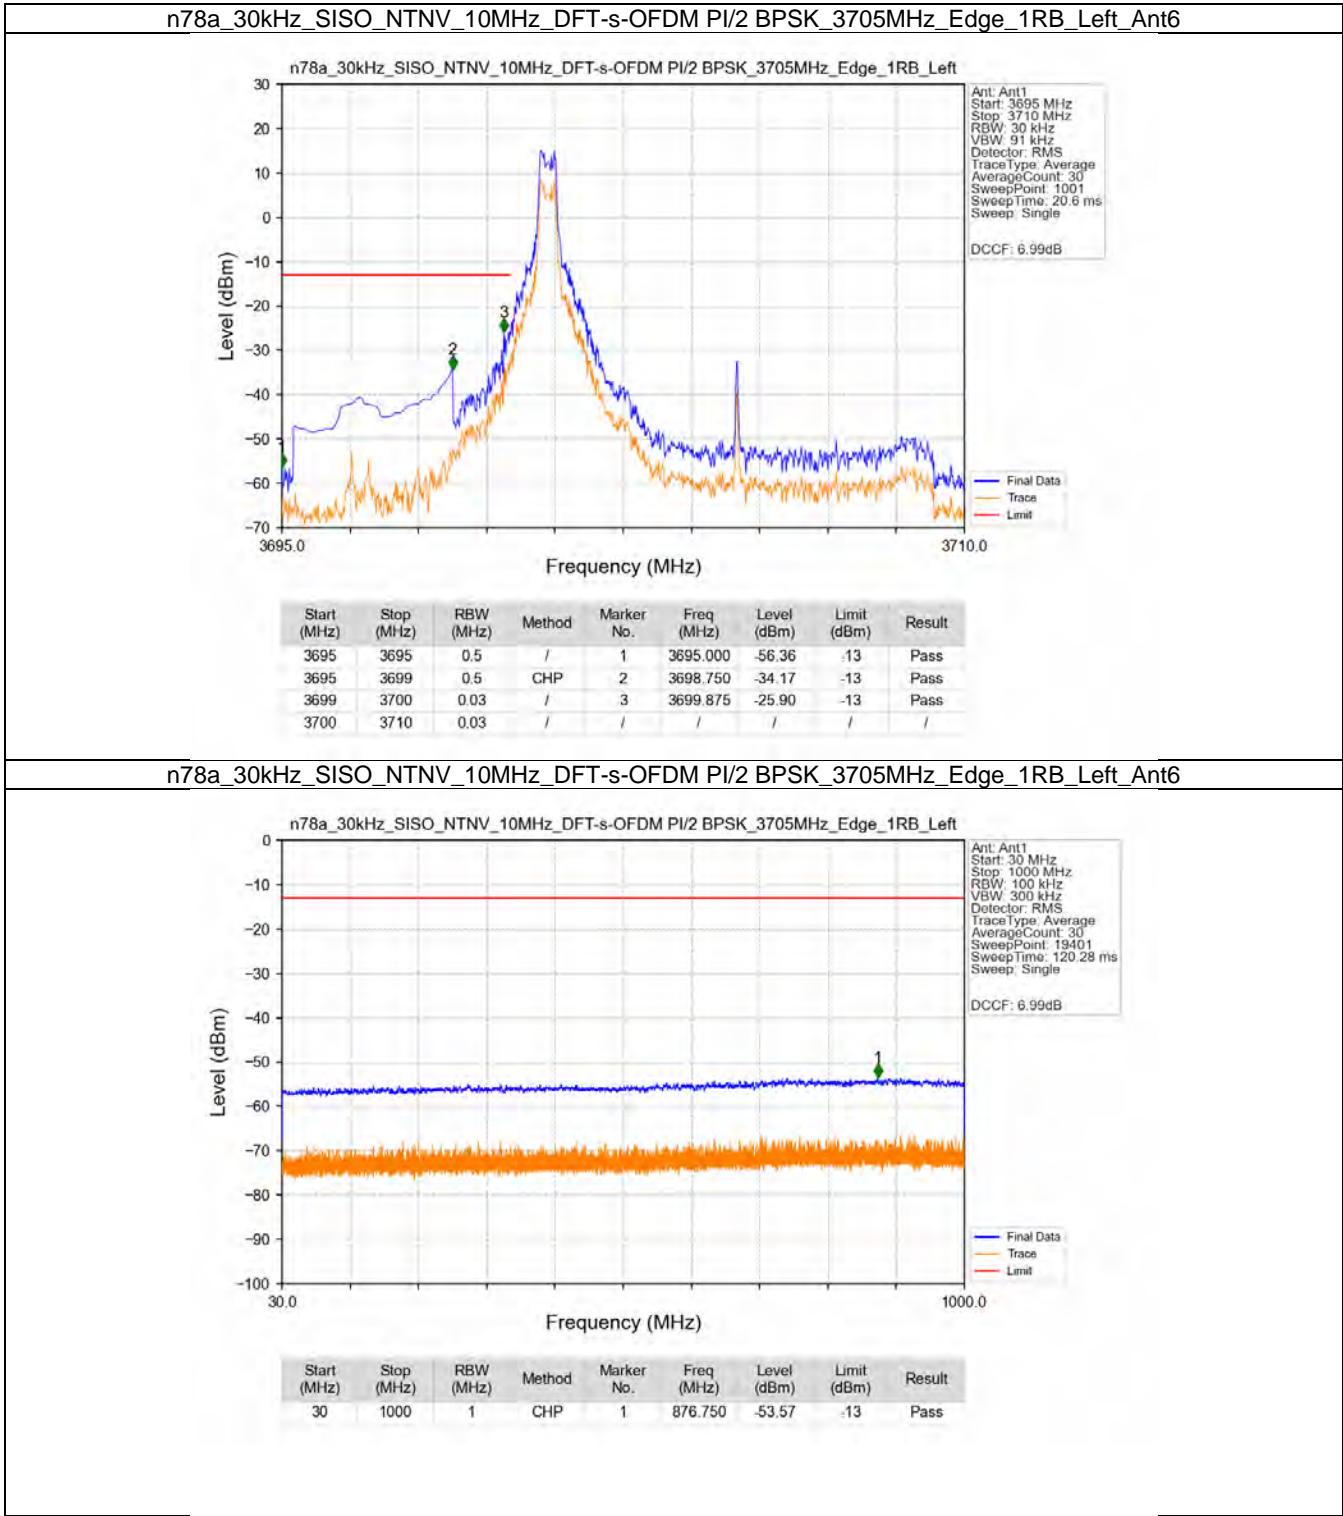 n78a_30kHz_SISO_NTNV_10MHz_DFT-s-OFDM PI/2 BPSK_3705MHz_Edge_1RB_Left_Ant6
n78a_30kHz_SISO_NTNV_10MHz_DFT-s-OFDM PI/2 BPSK_3705MHz_Edge_1RB_Left
Ant: Ant1
Start: 3695 MHz
Stop: 3710 MHz
RBW: 30 kHz
VBW: 91 kHz
Detector: RMS
TraceType: Average
AverageCount: 30
SweepPoint: 1001
SweepTime: 20.6 ms
Sweep: Single
DCCF: 6.99dB
30
20
10
0
−10
−20
−30
−40
−50
−60
−70
Level (dBm)
1
2
3
3695.0
3710.0
Frequency (MHz)
Final Data
Trace
Limit
Start (MHz) Stop (MHz) RBW (MHz) Method Marker No. Freq (MHz) Level (dBm) Limit (dBm) Result
3695 3695 0.5 / 1 3695.000 -56.36 -13 Pass
3695 3699 0.5 CHP 2 3698.750 -34.17 -13 Pass
3699 3700 0.03 / 3 3699.875 -25.90 -13 Pass
3700 3710 0.03 / / / / / /
n78a_30kHz_SISO_NTNV_10MHz_DFT-s-OFDM PI/2 BPSK_3705MHz_Edge_1RB_Left_Ant6
n78a_30kHz_SISO_NTNV_10MHz_DFT-s-OFDM PI/2 BPSK_3705MHz_Edge_1RB_Left
Ant: Ant1
Start: 30 MHz
Stop: 1000 MHz
RBW: 100 kHz
VBW: 300 kHz
Detector: RMS
TraceType: Average
AverageCount: 30
SweepPoint: 19401
SweepTime: 120.28 ms
Sweep: Single
DCCF: 6.99dB
0
−10
−20
−30
−40
−50
−60
−70
−80
−90
−100
Level (dBm)
1
30.0
1000.0
Frequency (MHz)
Final Data
Trace
Limit
Start (MHz) Stop (MHz) RBW (MHz) Method Marker No. Freq (MHz) Level (dBm) Limit (dBm) Result
30 1000 1 CHP 1 876.750 -53.57 -13 Pass